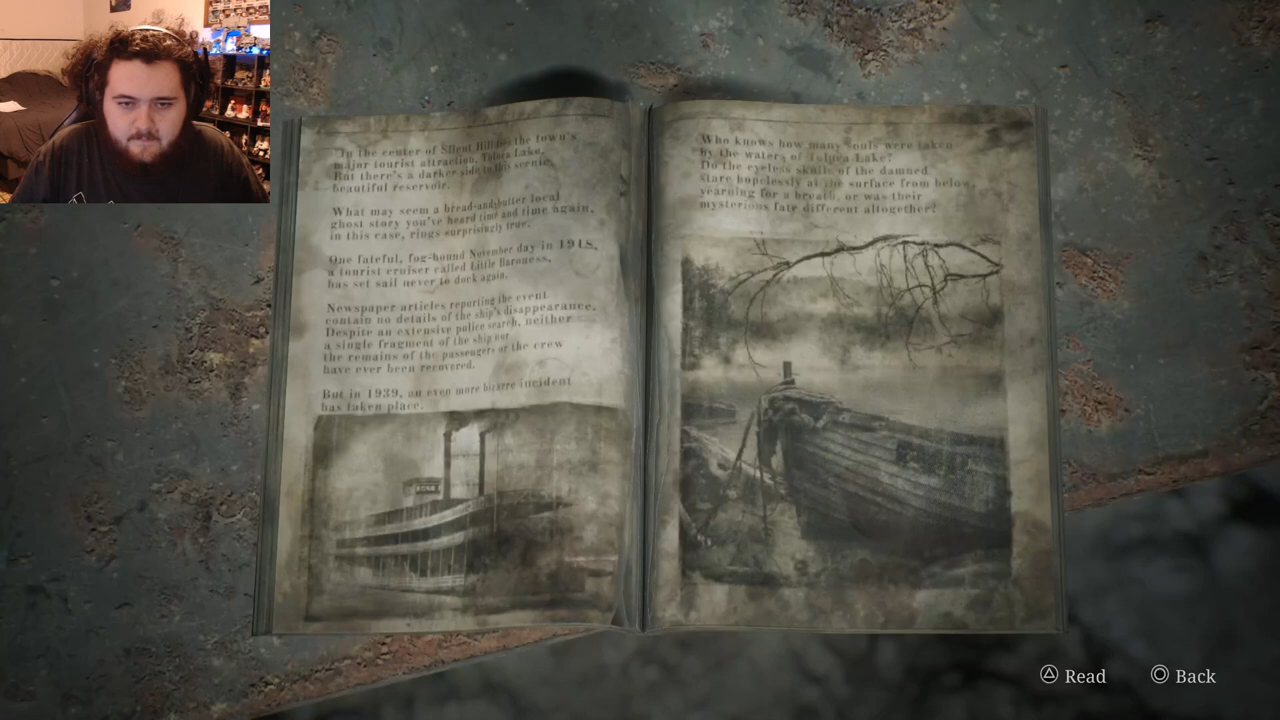 In the center of Silent Hill lies the town's
major tourist attraction, Toluca Lake.
But there's a darker side to this scenic,
beautiful reservoir.
What may seem a bread-and-butter local
ghost story you've heard time and time again,
in this case, rings surprisingly true.
One fateful, fog-bound November day in 1918,
a tourist cruiser called Little Baroness,
has set sail never to dock again.
Newspaper articles reporting the event
contain no details of the ship's disappearance.
Despite an extensive police search, neither
a single fragment of the ship nor
the remains of the passengers or the crew
have ever been recovered.
But in 1939, an even more bizarre incident
has taken place.
Who knows how many souls were taken
by the waters of Toluca Lake?
Do the eyeless skulls of the damned
stare hopelessly at the surface from below,
yearning for a breath, or was their
mysterious fate different altogether?
Read
Back